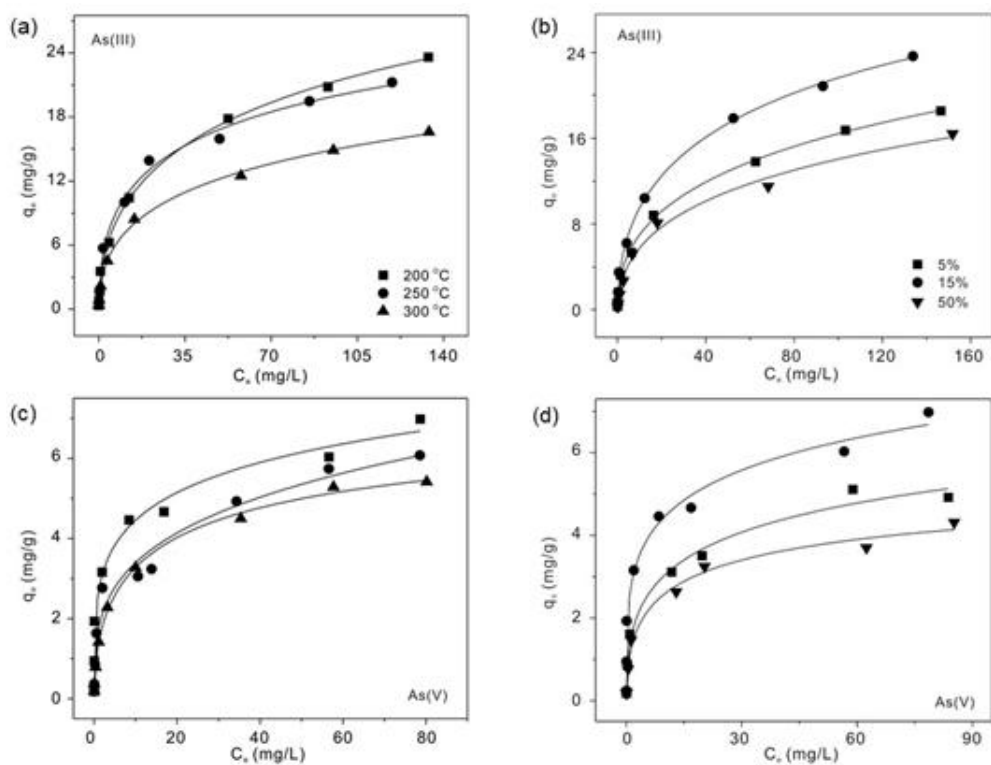 (a)
As(III)
24
18
12
6
0
qₑ (mg/g)
200 °C
250 °C
300 °C
0 35 70 105 140
Cₑ (mg/L)
(b)
As(III)
24
16
8
0
qₑ (mg/g)
5%
15%
50%
0 40 80 120 160
Cₑ (mg/L)
(c)
6
4
2
0
qₑ (mg/g)
As(V)
0 20 40 60 80
Cₑ (mg/L)
(d)
6
4
2
0
qₑ (mg/g)
As(V)
0 30 60 90
Cₑ (mg/L)